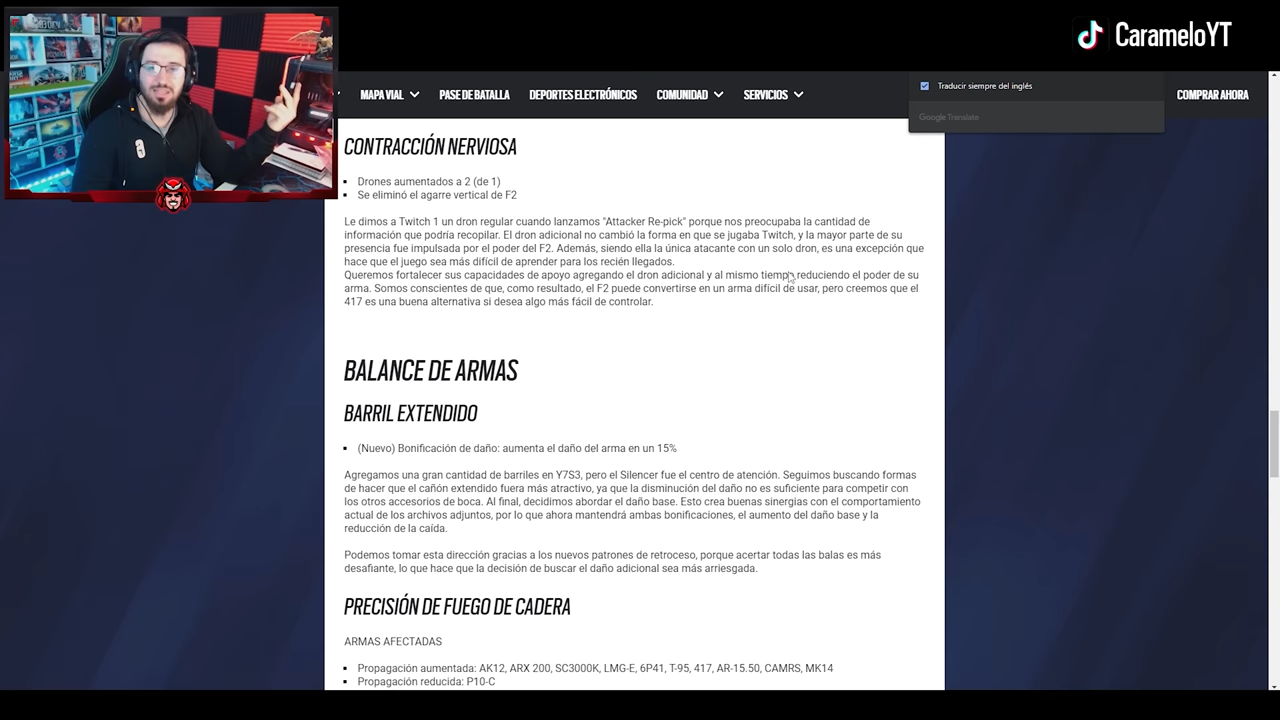 CarameloYT
Traducir siempre del inglés
Google Translate
MAPA VIAL
PASE DE BATALLA
DEPORTES ELECTRÓNICOS
COMUNIDAD
SERVICIOS
COMPRAR AHORA
CONTRACCIÓN NERVIOSA
Drones aumentados a 2 (de 1)
Se eliminó el agarre vertical de F2
Le dimos a Twitch 1 un dron regular cuando lanzamos "Attacker Re-pick" porque nos preocupaba la cantidad de
información que podría recopilar. El dron adicional no cambió la forma en que se jugaba Twitch, y la mayor parte de su
presencia fue impulsada por el poder del F2. Además, siendo ella la única atacante con un solo dron, es una excepción que
hace que el juego sea más difícil de aprender para los recién llegados.
Queremos fortalecer sus capacidades de apoyo agregando el dron adicional y al mismo tiempo reduciendo el poder de su
arma. Somos conscientes de que, como resultado, el F2 puede convertirse en un arma difícil de usar, pero creemos que el
417 es una buena alternativa si desea algo más fácil de controlar.
BALANCE DE ARMAS
BARRIL EXTENDIDO
(Nuevo) Bonificación de daño: aumenta el daño del arma en un 15%
Agregamos una gran cantidad de barriles en Y7S3, pero el Silencer fue el centro de atención. Seguimos buscando formas
de hacer que el cañón extendido fuera más atractivo, ya que la disminución del daño no es suficiente para competir con
los otros accesorios de boca. Al final, decidimos abordar el daño base. Esto crea buenas sinergias con el comportamiento
actual de los archivos adjuntos, por lo que ahora mantendrá ambas bonificaciones, el aumento del daño base y la
reducción de la caída.
Podemos tomar esta dirección gracias a los nuevos patrones de retroceso, porque acertar todas las balas es más
desafiante, lo que hace que la decisión de buscar el daño adicional sea más arriesgada.
PRECISIÓN DE FUEGO DE CADERA
ARMAS AFECTADAS
Propagación aumentada: AK12, ARX 200, SC3000K, LMG-E, 6P41, T-95, 417, AR-15.50, CAMRS, MK14
Propagación reducida: P10-C